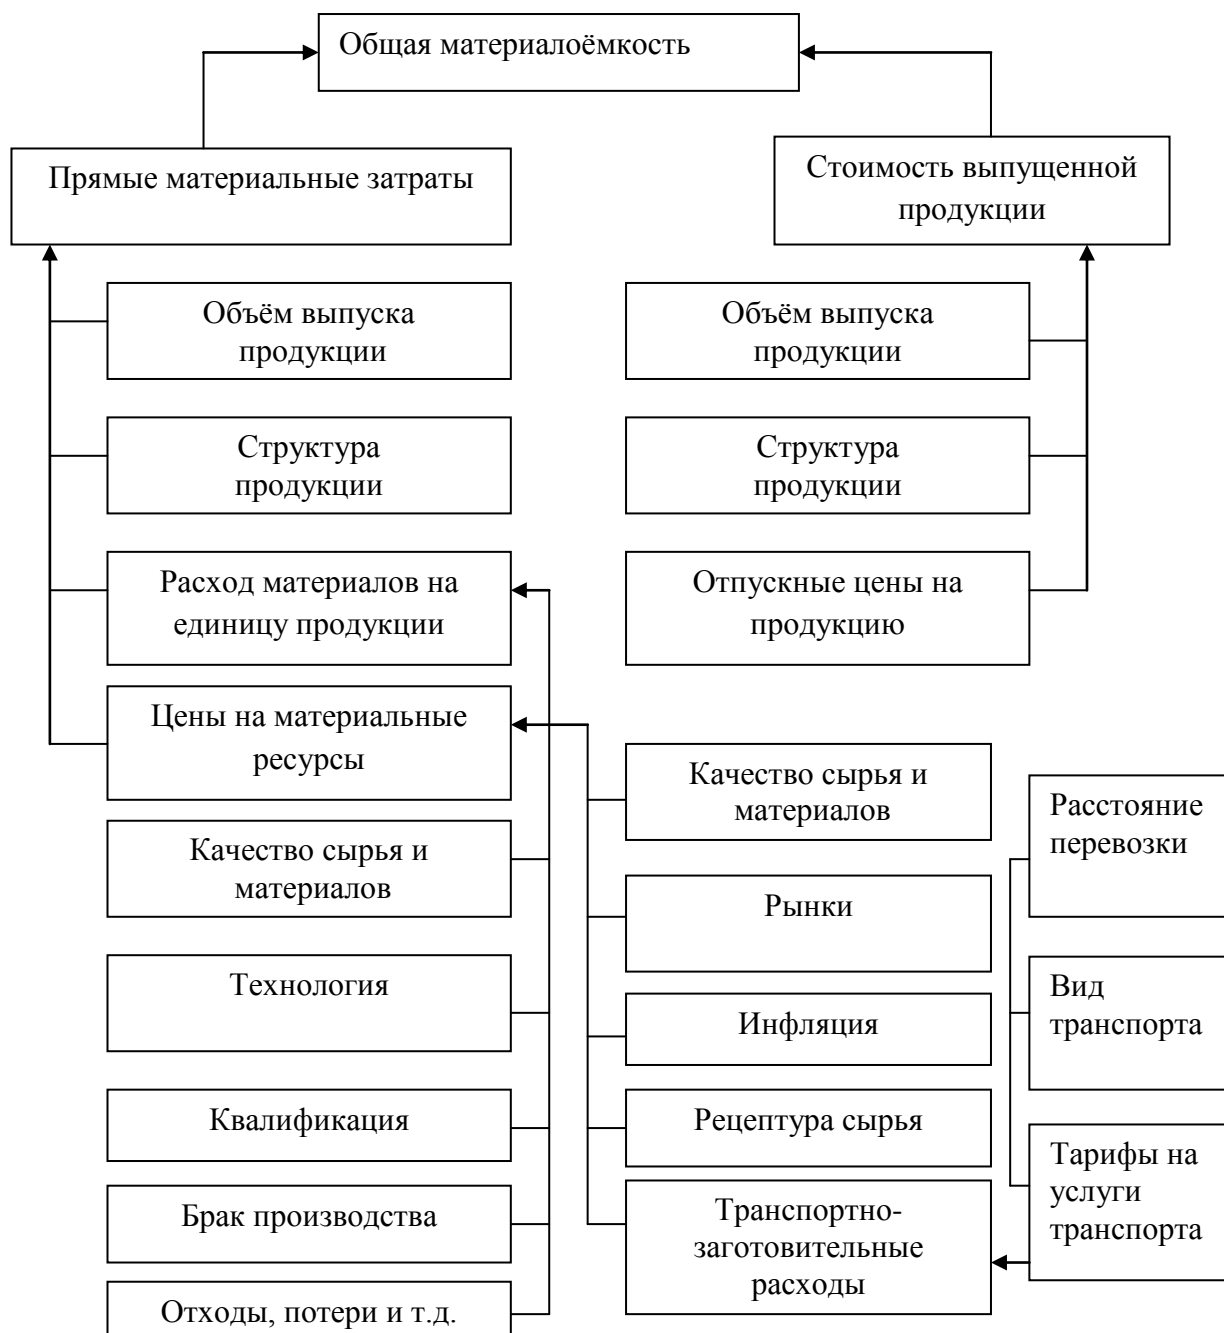 Общая материалоёмкость
Прямые материальные затраты
Стоимость выпущенной
продукции
Объём выпуска
продукции
Структура
продукции
Расход материалов на
единицу продукции
Цены на материальные
ресурсы
Качество сырья и
материалов
Технология
Квалификация
Брак производства
Отходы, потери и т.д.
Объём выпуска
продукции
Структура
продукции
Отпускные цены на
продукцию
Качество сырья и
материалов
Рынки
Инфляция
Рецептура сырья
Транспортно-
заготовительные
расходы
Расстояние
перевозки
Вид
транспорта
Тарифы на
услуги
транспорта